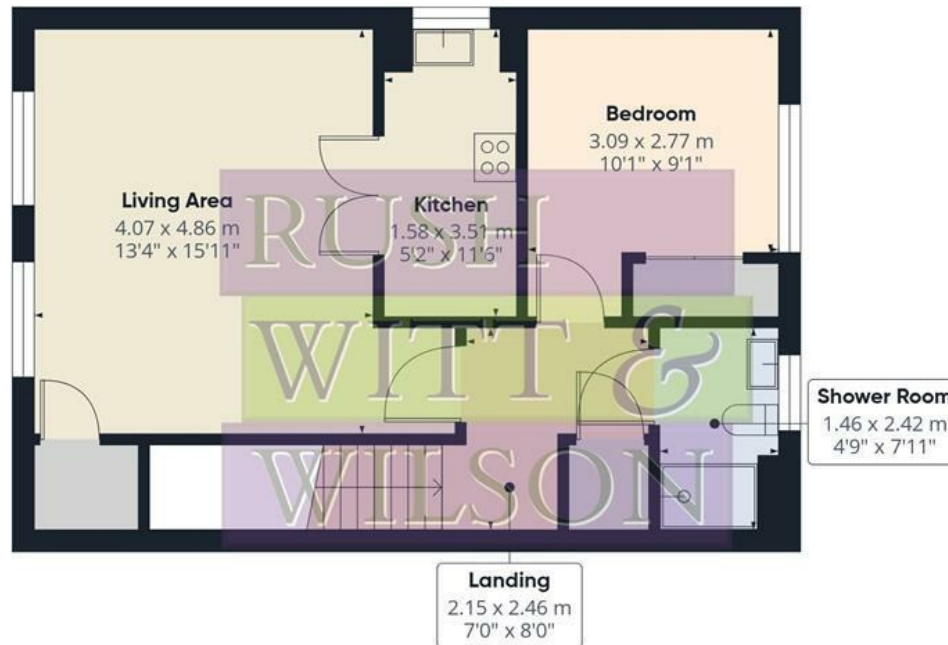 Bedroom
3.09 x 2.77 m
10'1" x 9'1"
Living Area
4.07 x 4.86 m
13'4" x 15'11"
Kitchen
1.58 x 3.51 m
5'2" x 11'6"
RUSH
WITT &
WILSON
Shower Room
1.46 x 2.42 m
4'9" x 7'11"
Landing
2.15 x 2.46 m
7'0" x 8'0"